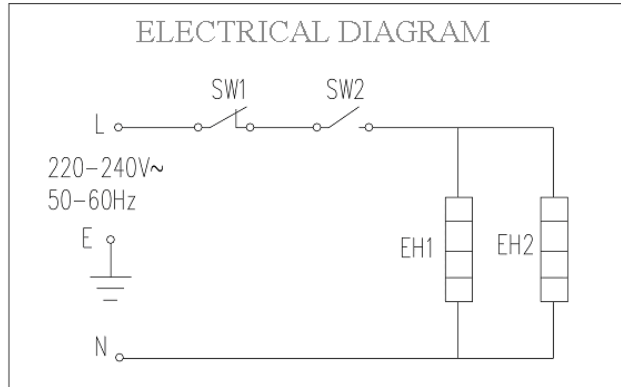 ELECTRICAL DIAGRAM
SW1 SW2
L
220-240V~
50-60Hz
E
EH1 EH2
N